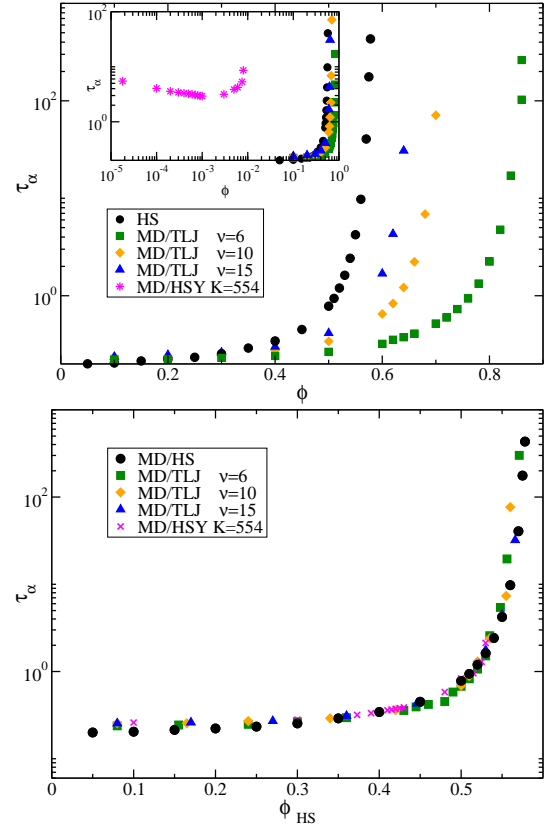 10^2
τ_α
10^0
10^-5 10^-4 10^-3 10^-2 10^-1 10^0
ϕ
HS
MD/TLJ ν=6
MD/TLJ ν=10
MD/TLJ ν=15
MD/HSY K=554
τ_α
10^2
10^0
0 0.2 0.4 0.6 0.8
ϕ
MD/HS
MD/TLJ ν=6
MD/TLJ ν=10
MD/TLJ ν=15
MD/HSY K=554
τ_α
10^2
10^0
0 0.1 0.2 0.3 0.4 0.5
ϕ_HS